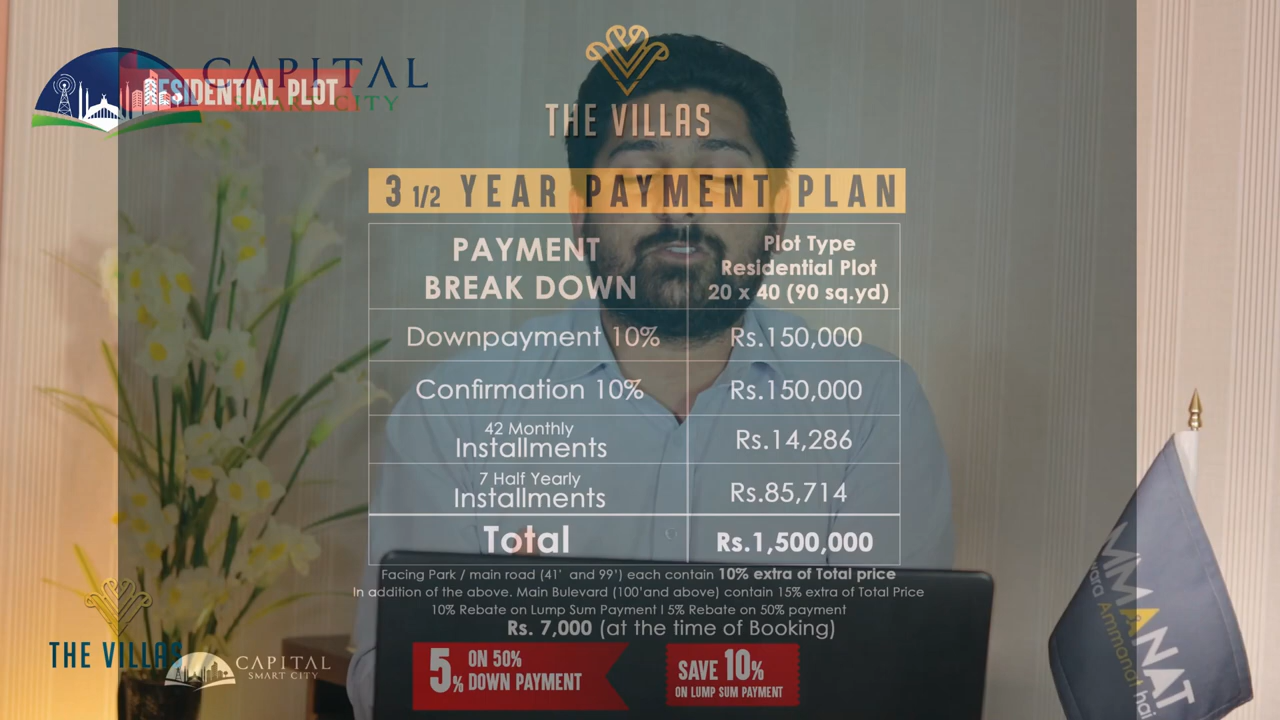 CAPITAL
SMART CITY
RESIDENTIAL PLOT
THE VILLAS
3 1/2 YEAR PAYMENT PLAN
PAYMENT
BREAK DOWN
Plot Type
Residential Plot
20 x 40 (90 sq.yd)
Downpayment 10%
Rs.150,000
Confirmation 10%
Rs.150,000
42 Monthly
Installments
Rs.14,286
7 Half Yearly
Installments
Rs.85,714
Total
Rs.1,500,000
Facing Park / main road (41' and 99') each contain 10% extra of Total price
In addition of the above. Main Bulevard (100'and above) contain 15% extra of Total Price
10% Rebate on Lump Sum Payment I 5% Rebate on 50% payment
Rs. 7,000 (at the time of Booking)
5% ON 50%
DOWN PAYMENT
SAVE 10%
ON LUMP SUM PAYMENT
THE VILLAS
CAPITAL
SMART CITY
Ammanat hai